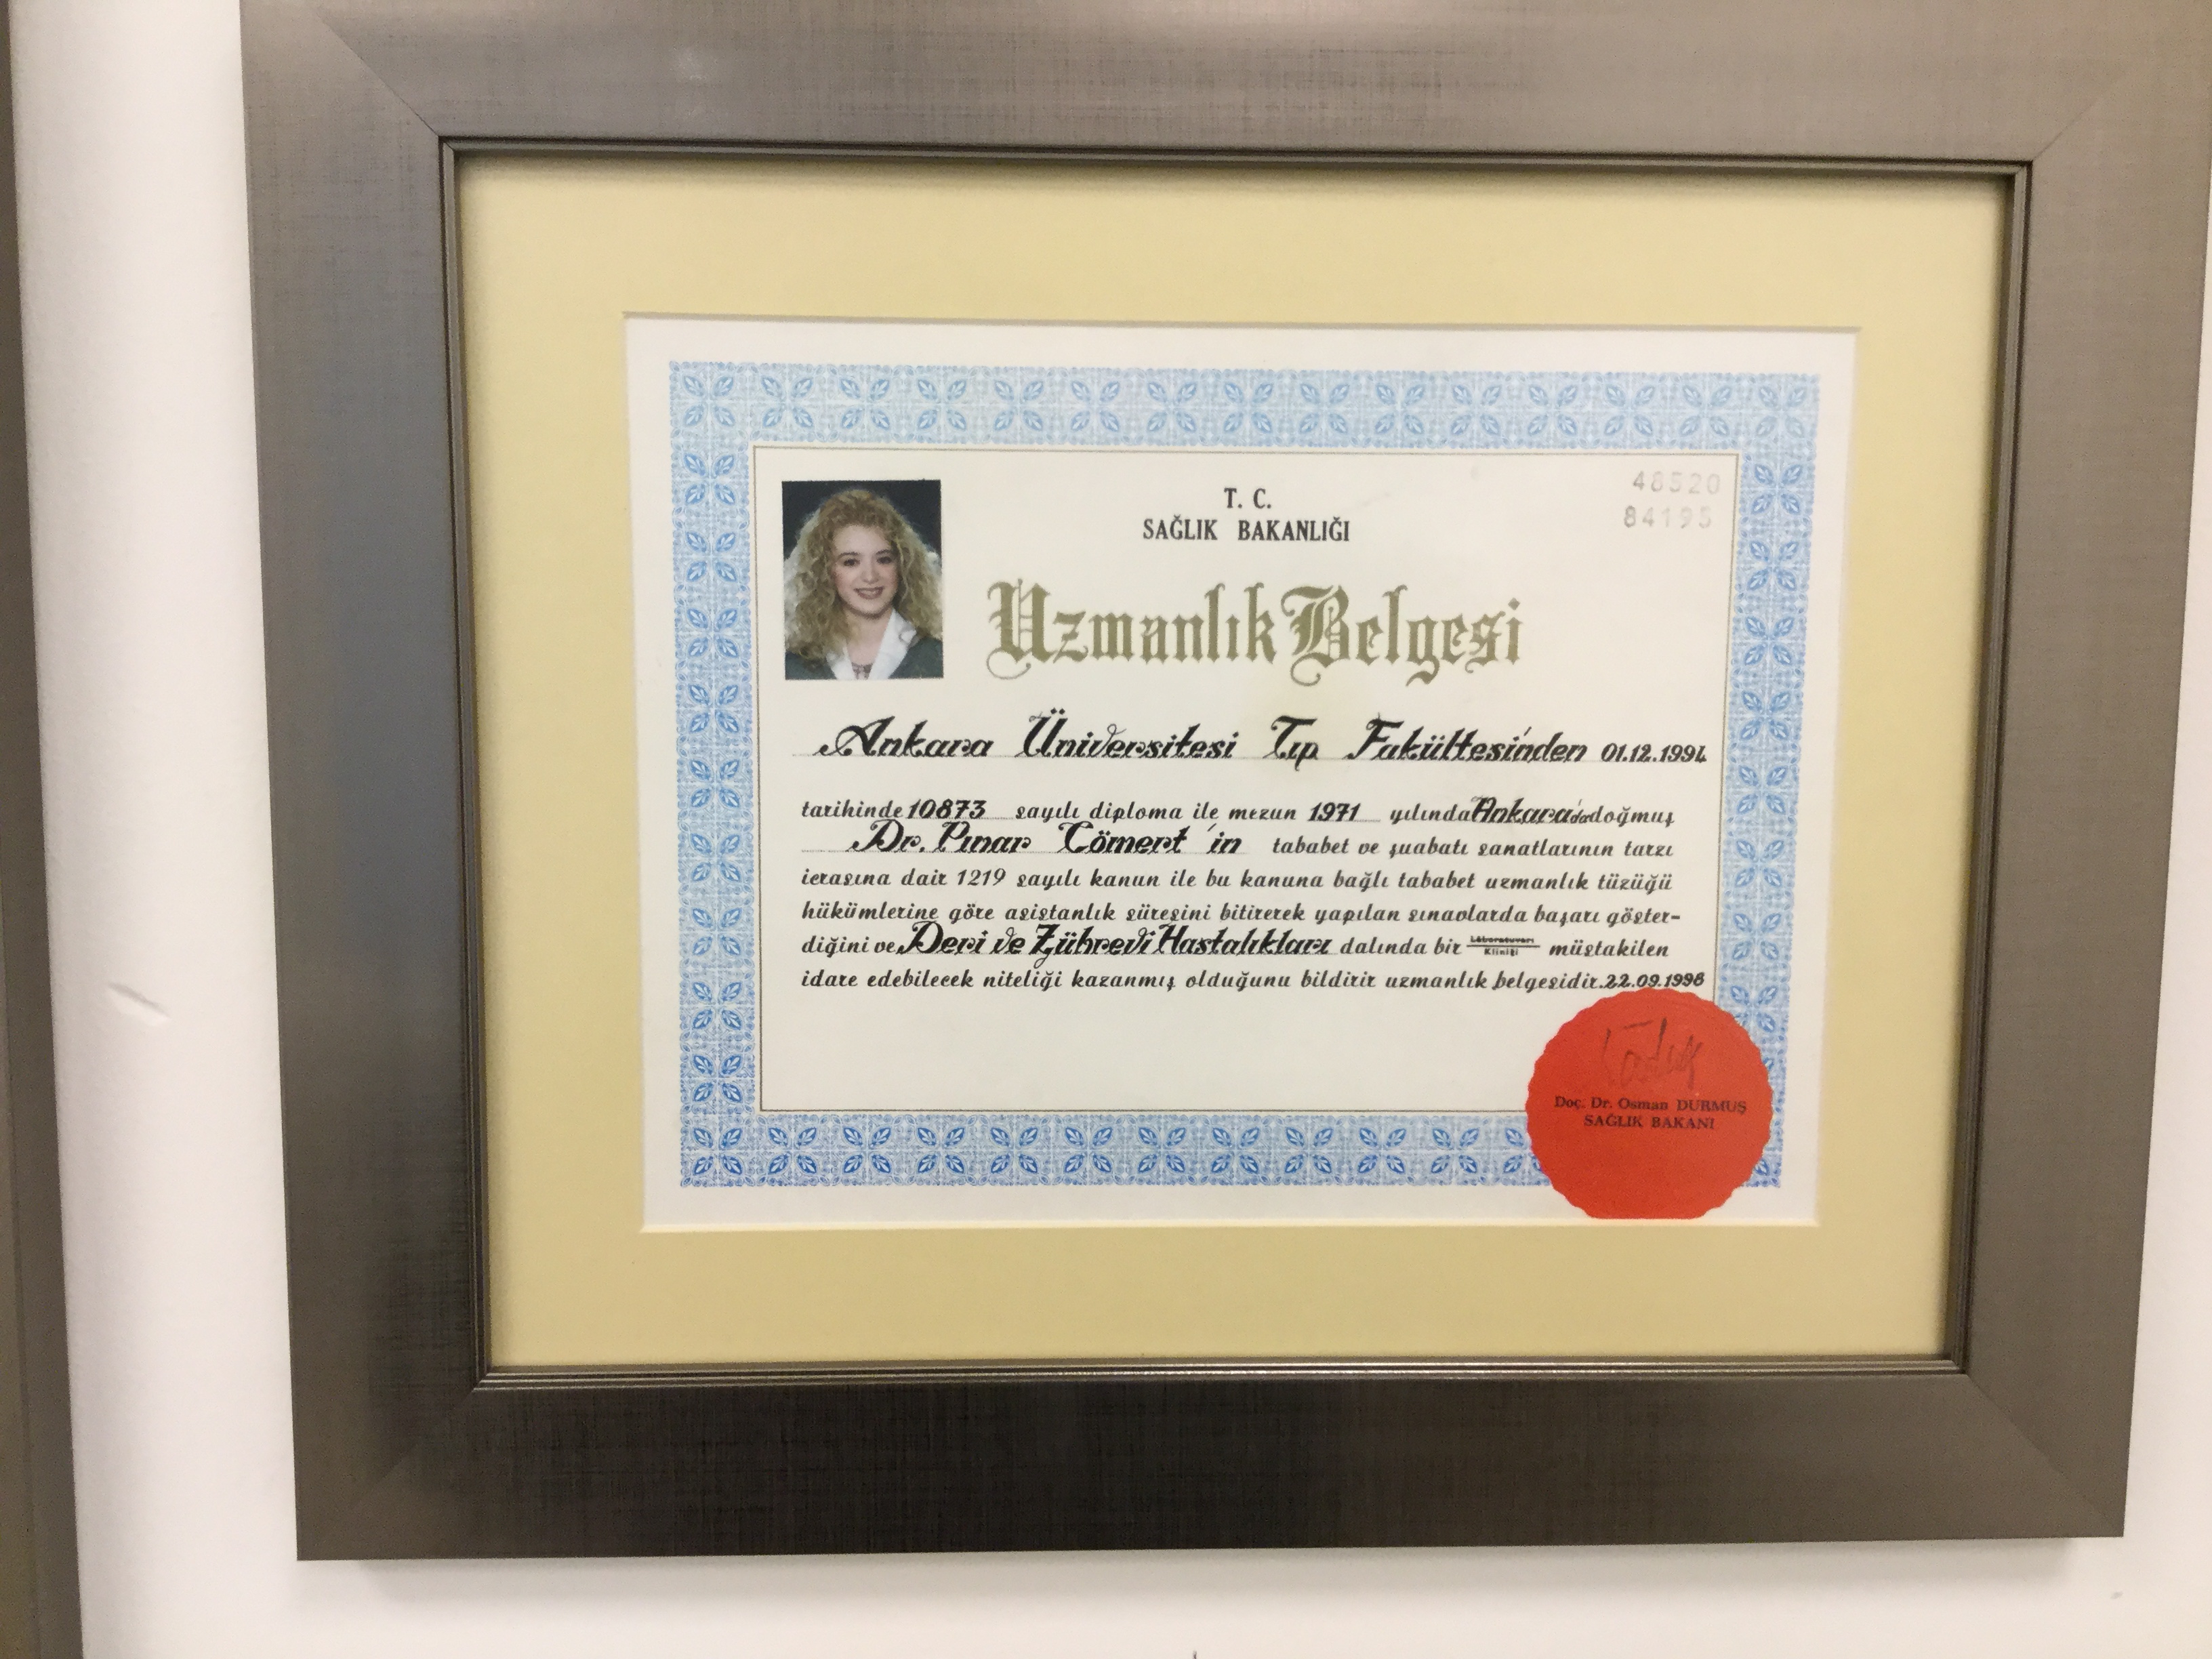 48520
84195
T. C.
SAĞLIK BAKANLIĞI
Uzmanlık Belgesi
Ankara Üniversitesi Tıp Fakültesi'nden 01.12.1994
tarihinde 10873 sayılı diploma ile mezun 1971 yılında Ankara'da doğmuş
Dr. Pınar Cömert'in tababet ve şuabatı sanatlarının tarzı
icrasına dair 1219 sayılı kanun ile bu kanuna bağlı tababet uzmanlık tüzüğü
hükümlerine göre asistanlık süresini bitirerek yapılan sınavlarda başarı göster-
diğini ve Deri ve Zührevi Hastalıkları dalında bir Laboratuvarı Kliniği müstakilen
idare edebilecek niteliği kazanmış olduğunu bildirir uzmanlık belgesidir. 22.09.1998
Doç. Dr. Osman DURMUŞ
SAĞLIK BAKANI